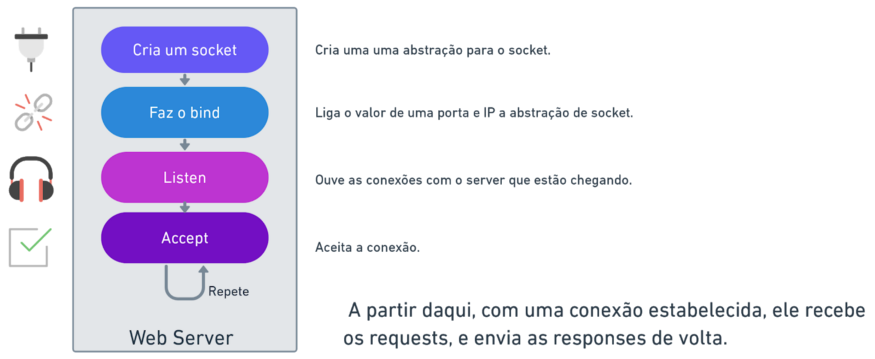 Cria um socket
Cria uma uma abstração para o socket.
Faz o bind
Liga o valor de uma porta e IP a abstração de socket.
Listen
Ouve as conexões com o server que estão chegando.
Accept
Aceita a conexão.
Repete
Web Server
A partir daqui, com uma conexão estabelecida, ele recebe
os requests, e envia as responses de volta.